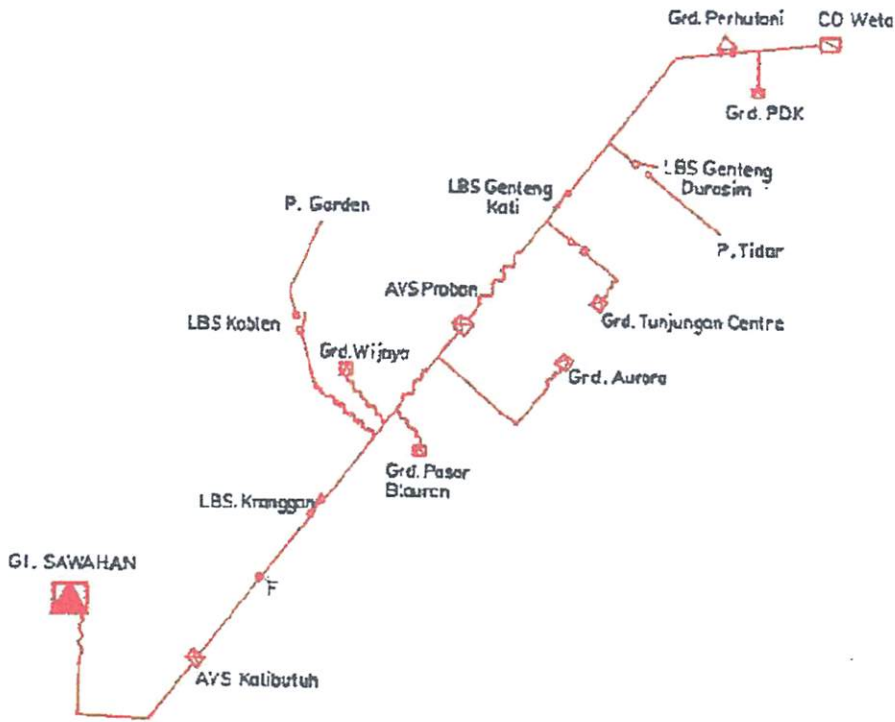 Grd. Perhutani
CO Weta
Grd. PDK
LBS Genteng
Durasim
LBS Genteng
Kali
P. Garden
P. Tidar
AVS Praban
Grd. Tunjungan Centre
LBS Koblen
Grd. Wijaya
Grd. Aurora
Grd. Pasar
Blauran
LBS. Kranggan
GI. SAWAHAN
F
AVS Kalibutuh